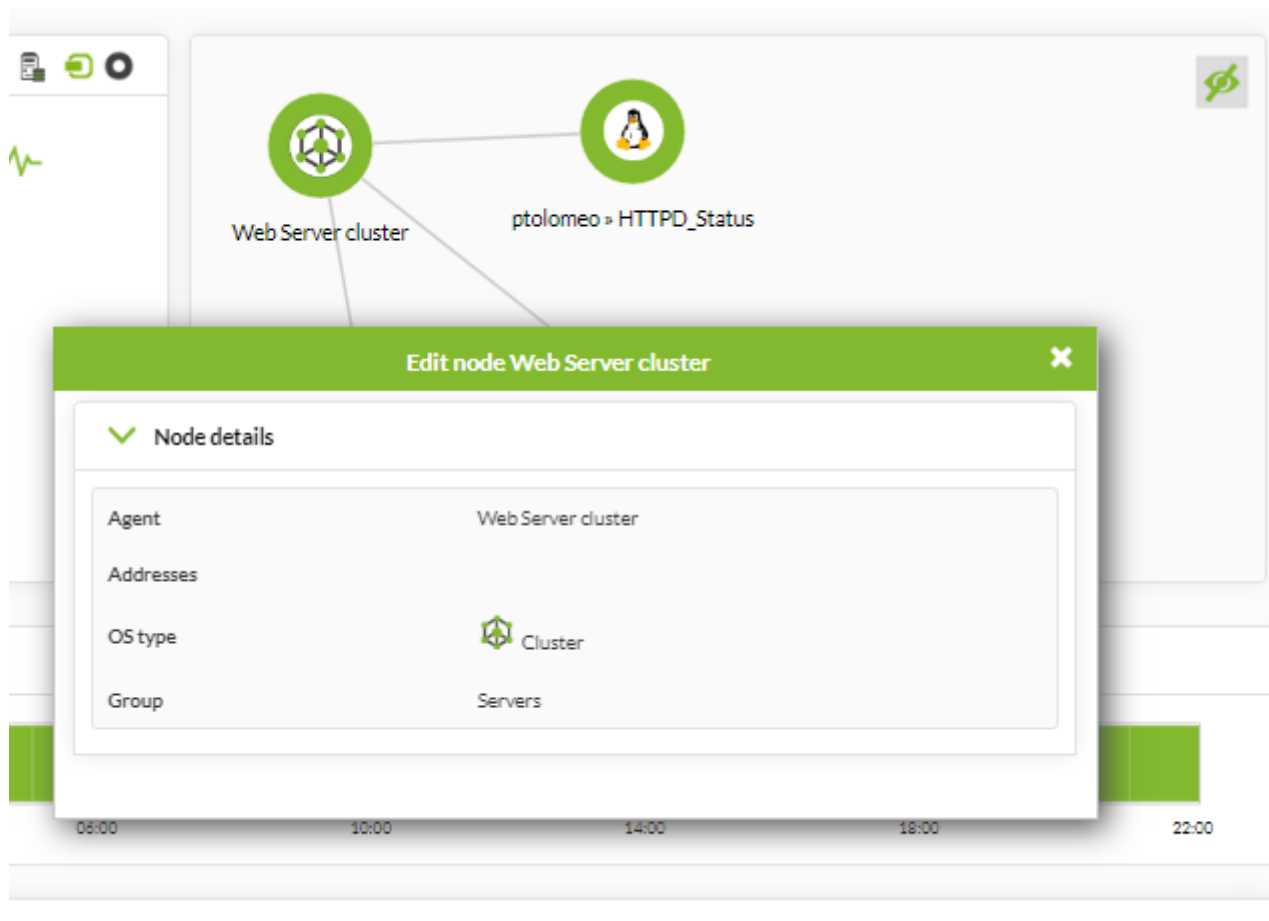 Web Server cluster
ptolomeo » HTTPD_Status
Edit node Web Server cluster
Node details
Agent Web Server cluster
Addresses
OS type Cluster
Group Servers
06:00 10:00 14:00 18:00 22:00